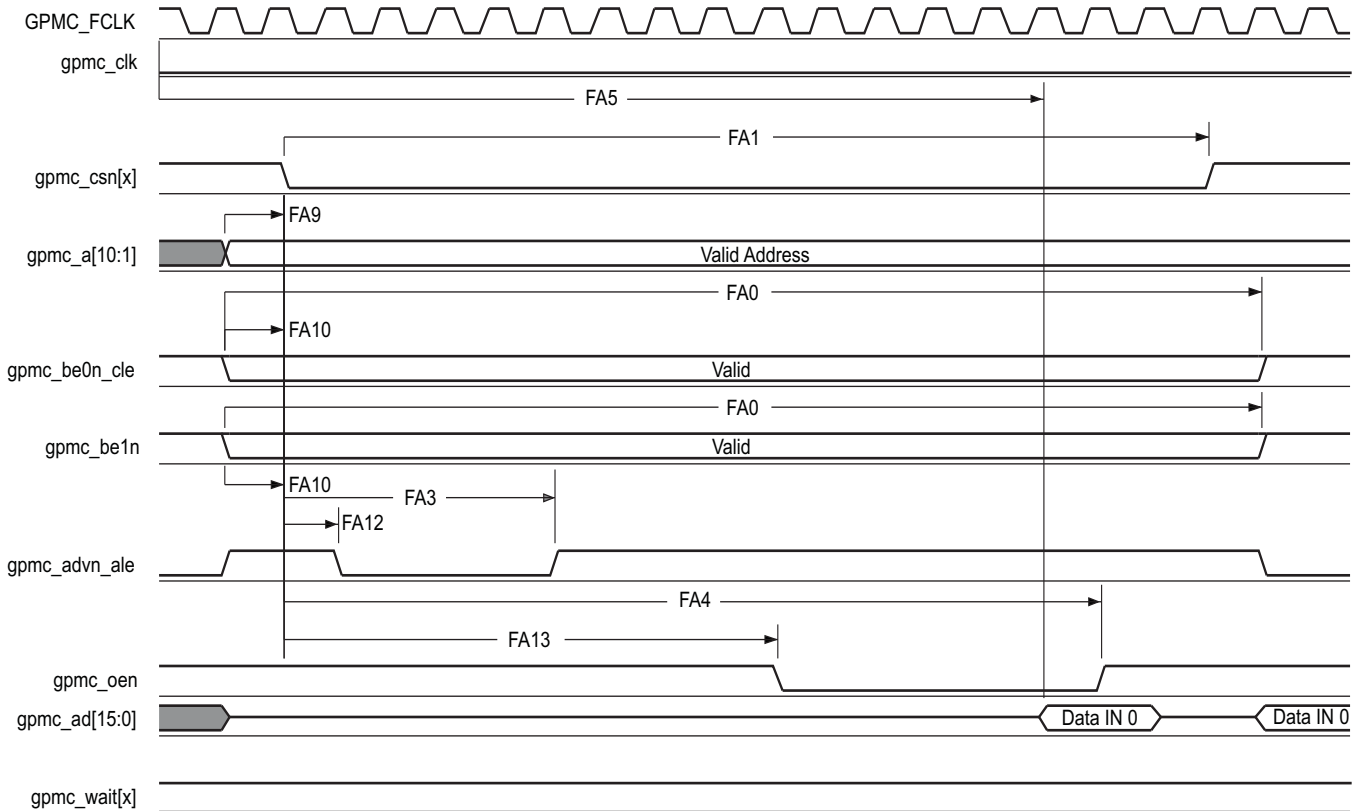 GPMC_FCLK
gpmc_clk
FA5
FA1
gpmc_csn[x]
FA9
gpmc_a[10:1]
Valid Address
FA0
FA10
gpmc_be0n_cle
Valid
FA0
gpmc_be1n
Valid
FA10
FA3
FA12
gpmc_advn_ale
FA4
FA13
gpmc_oen
gpmc_ad[15:0]
Data IN 0
Data IN 0
gpmc_wait[x]